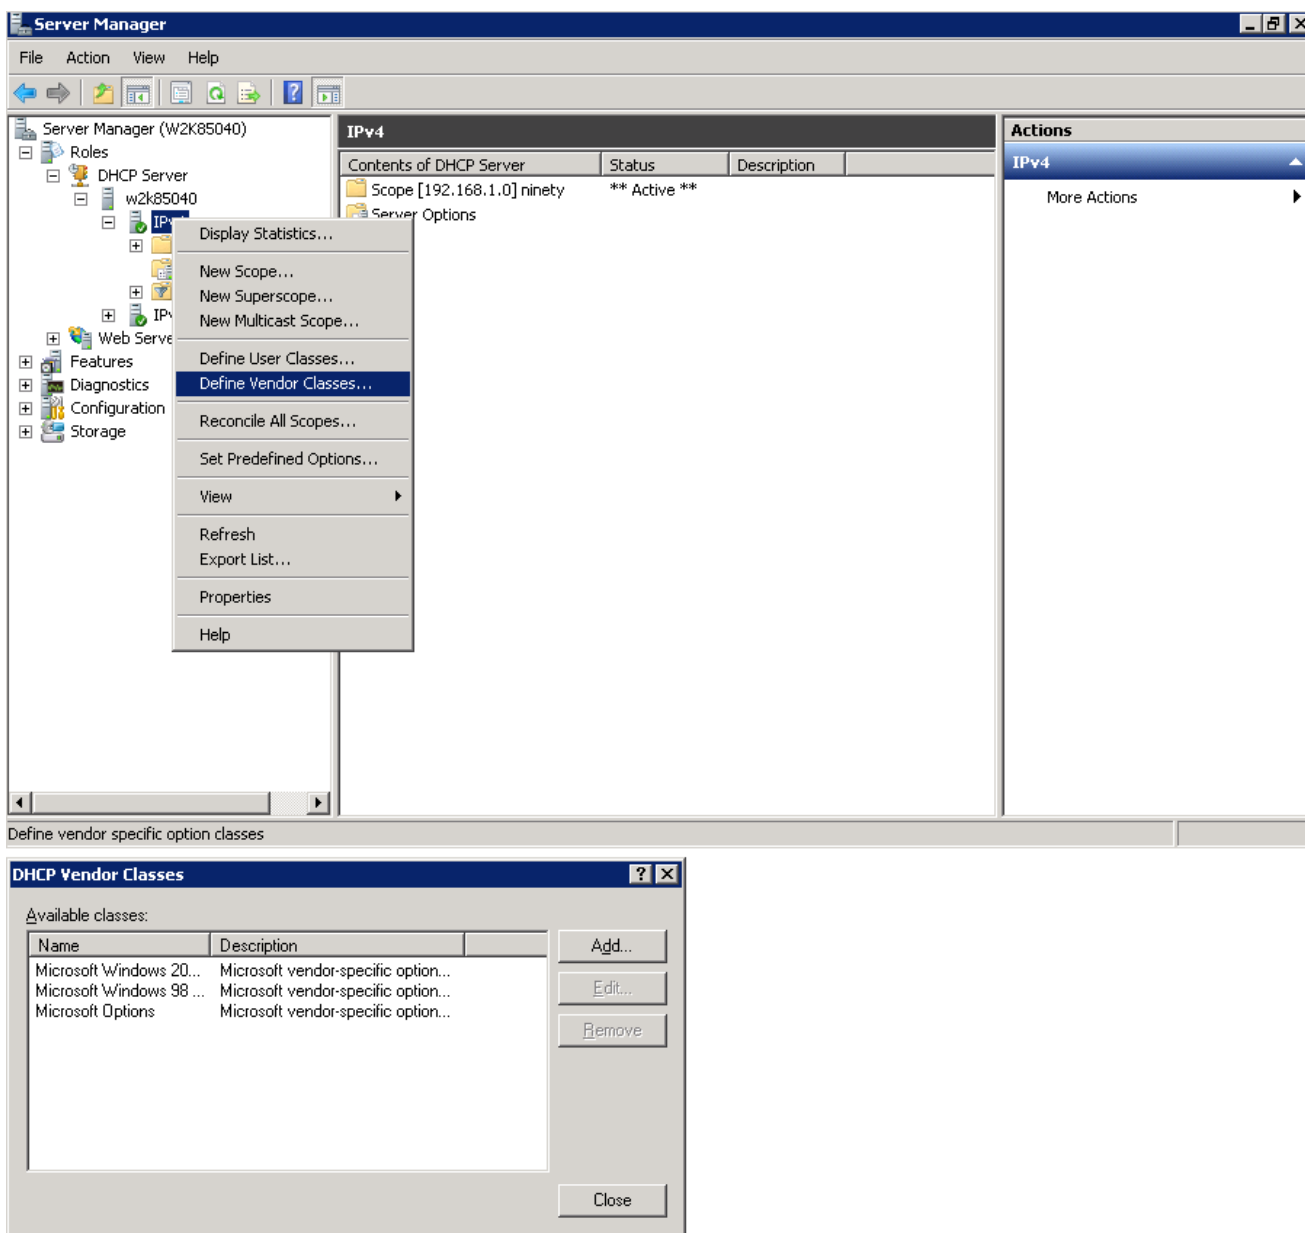 Server Manager
File Action View Help
Server Manager (W2K85040)
Roles
DHCP Server
w2k85040
Web Serve
Features
Diagnostics
Configuration
Storage
IPv4
Contents of DHCP Server Status Description
Scope [192.168.1.0] ninety ** Active **
Server Options
Display Statistics...
New Scope...
New Superscope...
New Multicast Scope...
Define User Classes...
Define Vendor Classes...
Reconcile All Scopes...
Set Predefined Options...
View
Refresh
Export List...
Properties
Help
Actions
IPv4
More Actions
Define vendor specific option classes
DHCP Vendor Classes
Available classes:
Name Description
Microsoft Windows 20... Microsoft vendor-specific option...
Microsoft Windows 98 ... Microsoft vendor-specific option...
Microsoft Options Microsoft vendor-specific option...
Add...
Edit...
Remove
Close